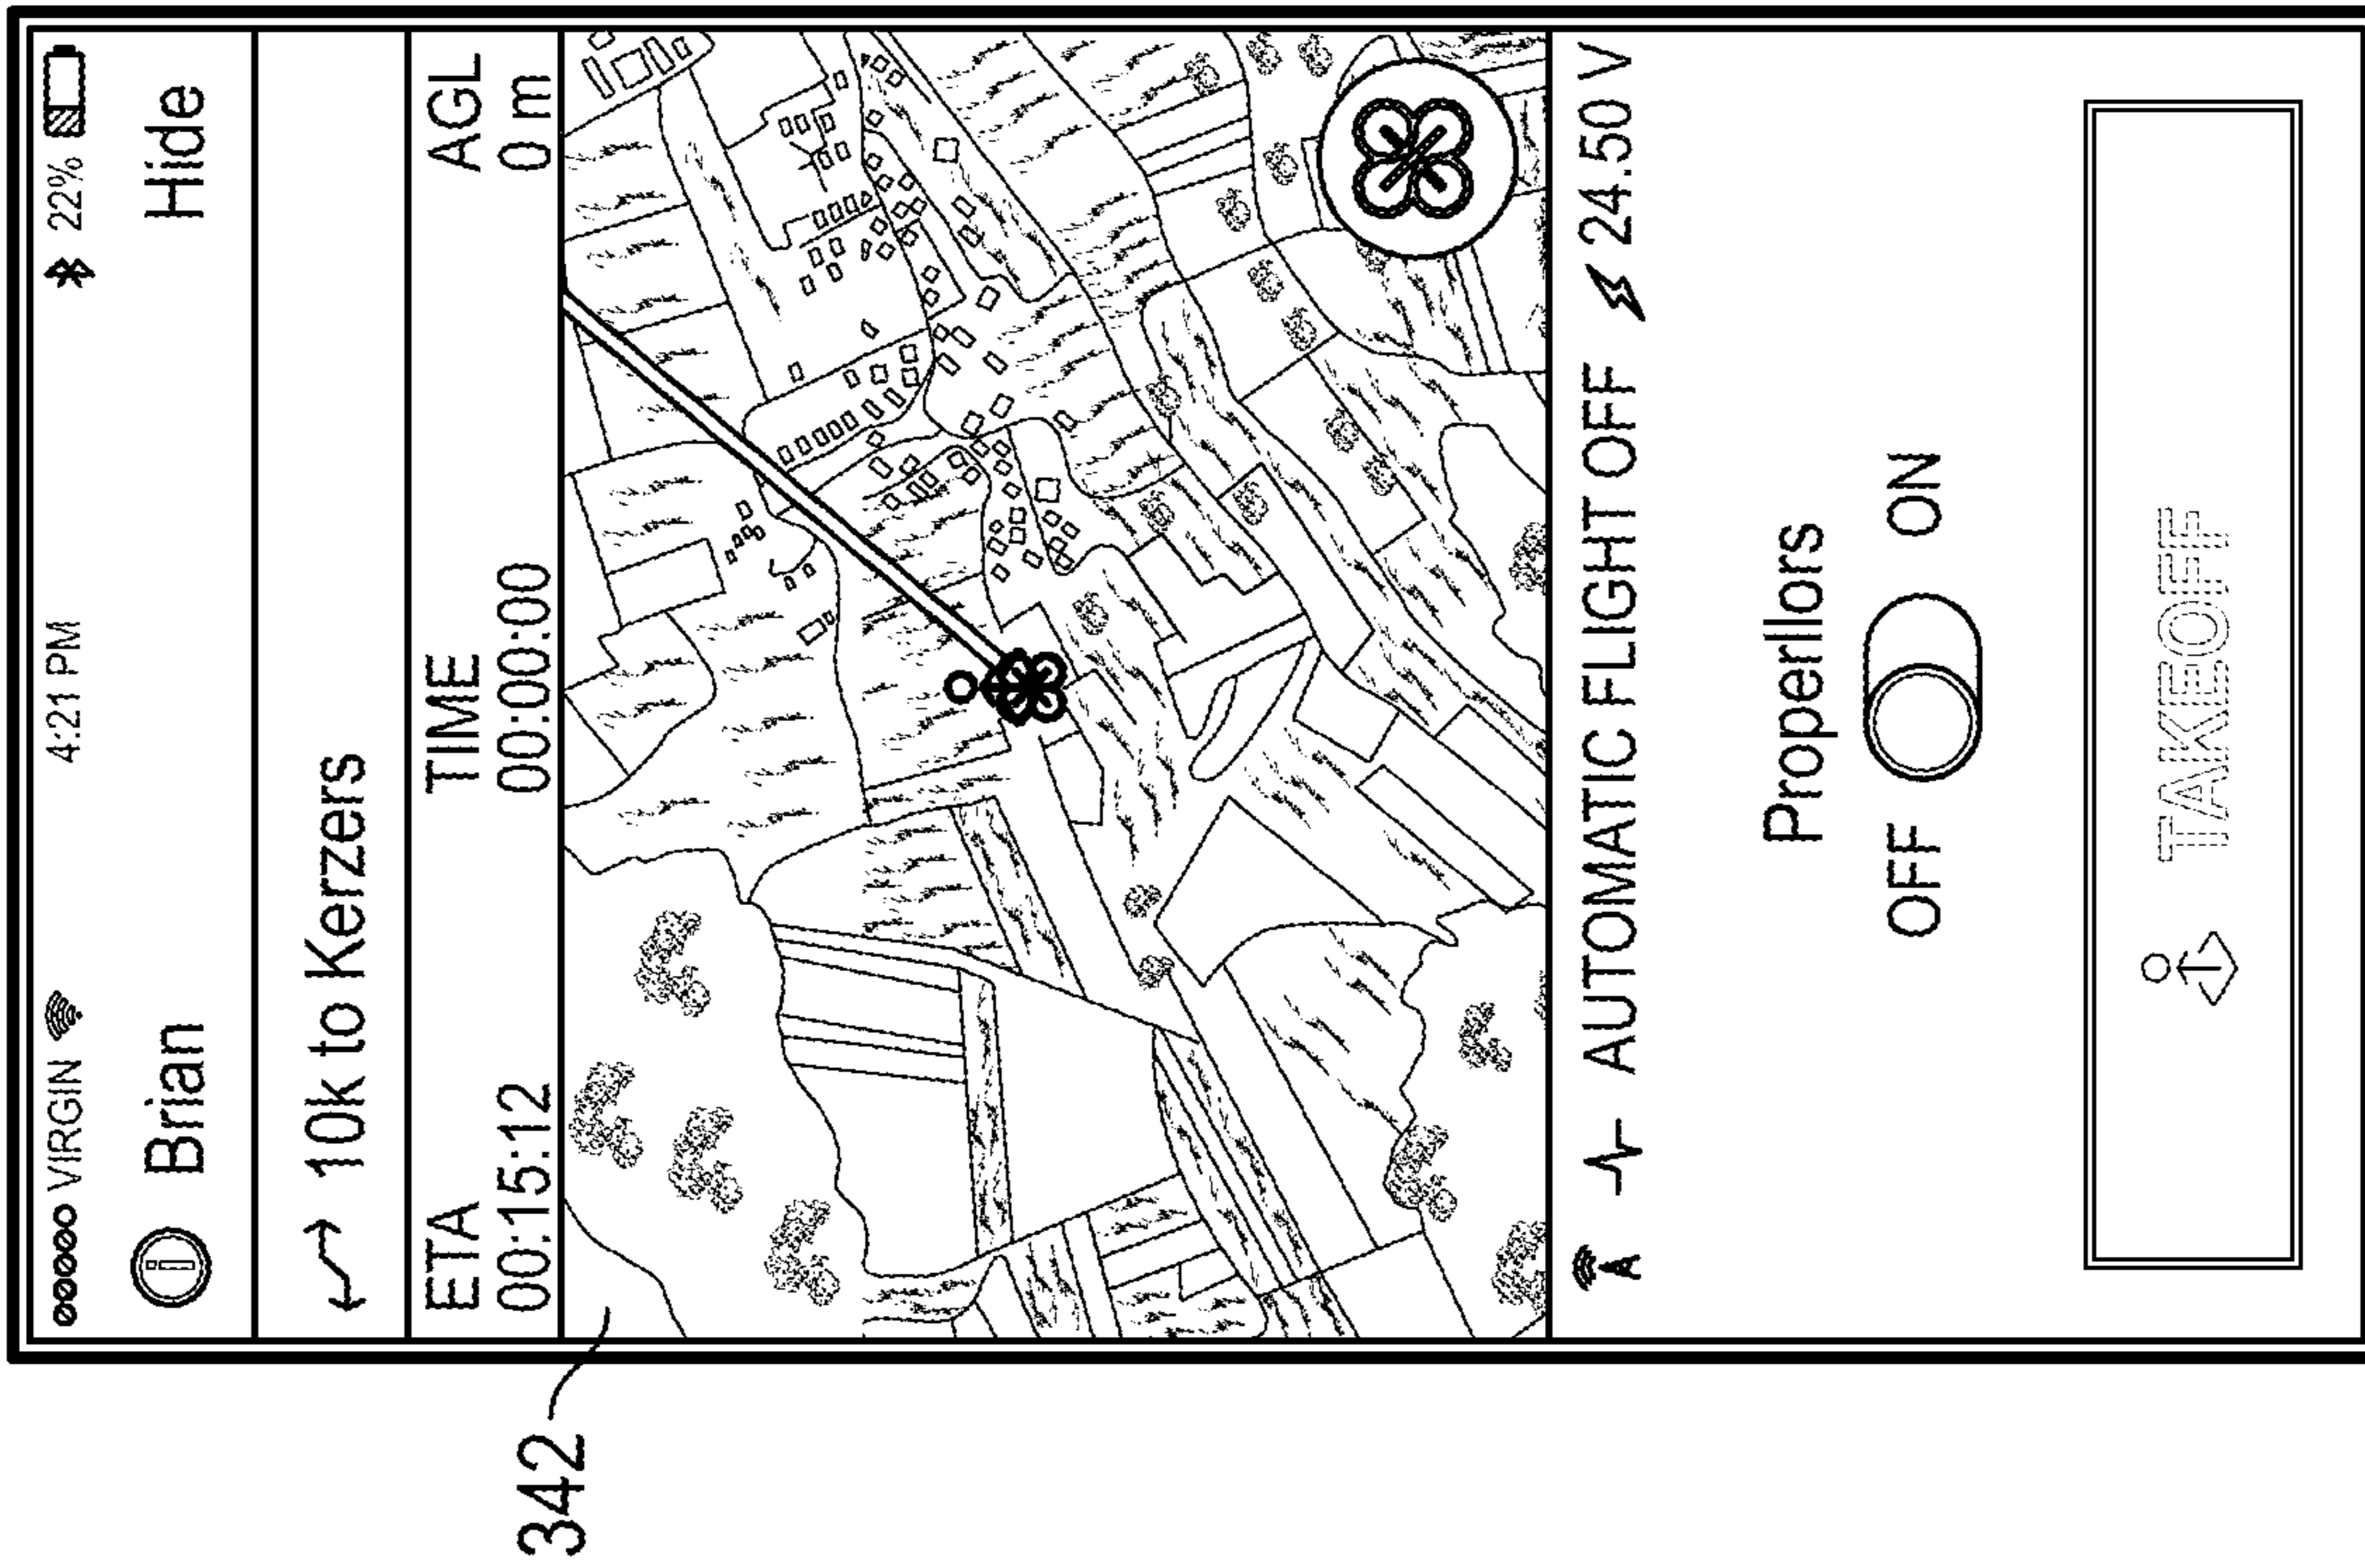 VIRGIN 4:21 PM 22%
Brian Hide
10k to Kerzers
ETA TIME AGL
00:15:12 00:00:00 0 m
342
AUTOMATIC FLIGHT OFF 24.50 V
Properllors
OFF ON
TAKEOFF